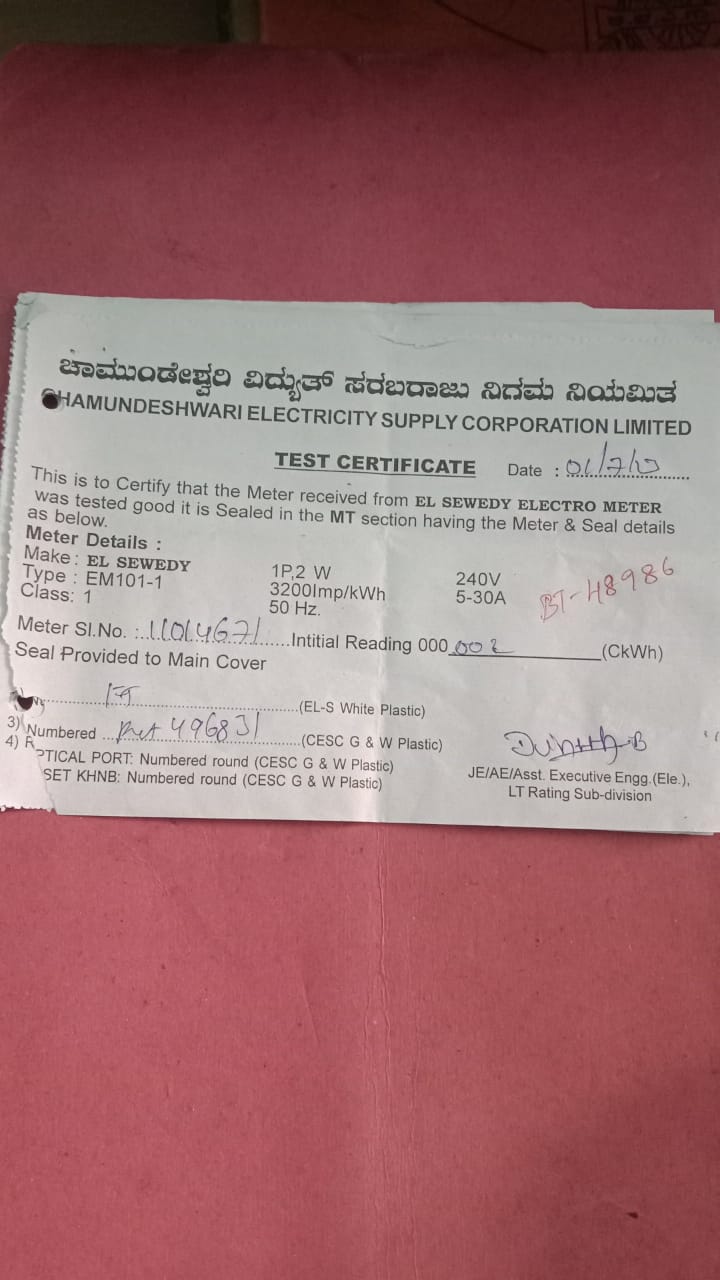 ಚಾಮುಂಡೇಶ್ವರಿ ವಿದ್ಯುತ್ ಸರಬರಾಜು ನಿಗಮ ನಿಯಮಿತ
CHAMUNDESHWARI ELECTRICITY SUPPLY CORPORATION LIMITED
TEST CERTIFICATE Date :
This is to Certify that the Meter received from EL SEWEDY ELECTRO METER
was tested good it is Sealed in the MT section having the Meter & Seal details
as below.
Meter Details :
Make : EL SEWEDY 1P,2 W 240V
Type : EM101-1 3200Imp/kWh 5-30A BT-48986
Class: 1 50 Hz.
Meter Sl.No. : 11014671 Intitial Reading 000 002 (CkWh)
Seal Provided to Main Cover
(EL-S White Plastic)
3) Numbered 496831 (CESC G & W Plastic)
4) R
PTICAL PORT: Numbered round (CESC G & W Plastic)
SET KHNB: Numbered round (CESC G & W Plastic)
JE/AE/Asst. Executive Engg.(Ele.),
LT Rating Sub-division